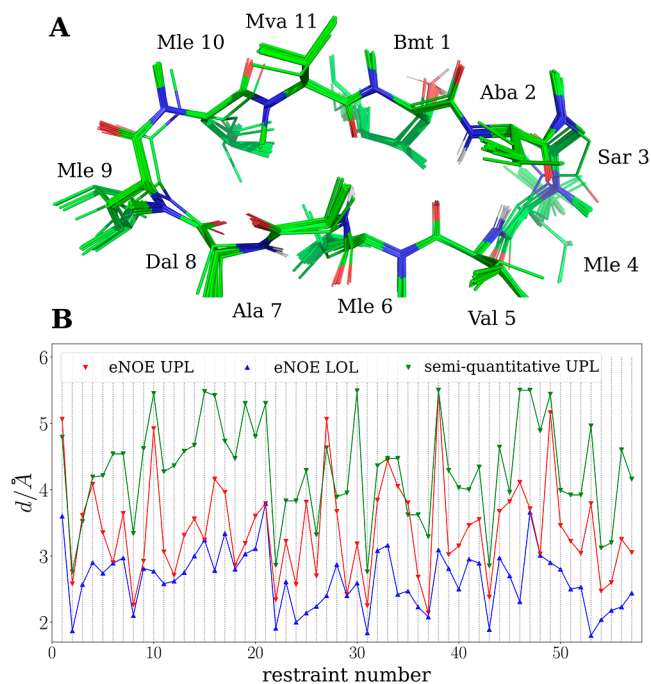 A
Mva 11
Mle 10
Bmt 1
Aba 2
Sar 3
Mle 9
Dal 8
Mle 4
Ala 7
Mle 6
Val 5
B
6
eNOE UPL
eNOE LOL
semi-quantitative UPL
5
d/Å
4
3
2
0
10
20
30
40
50
restraint number